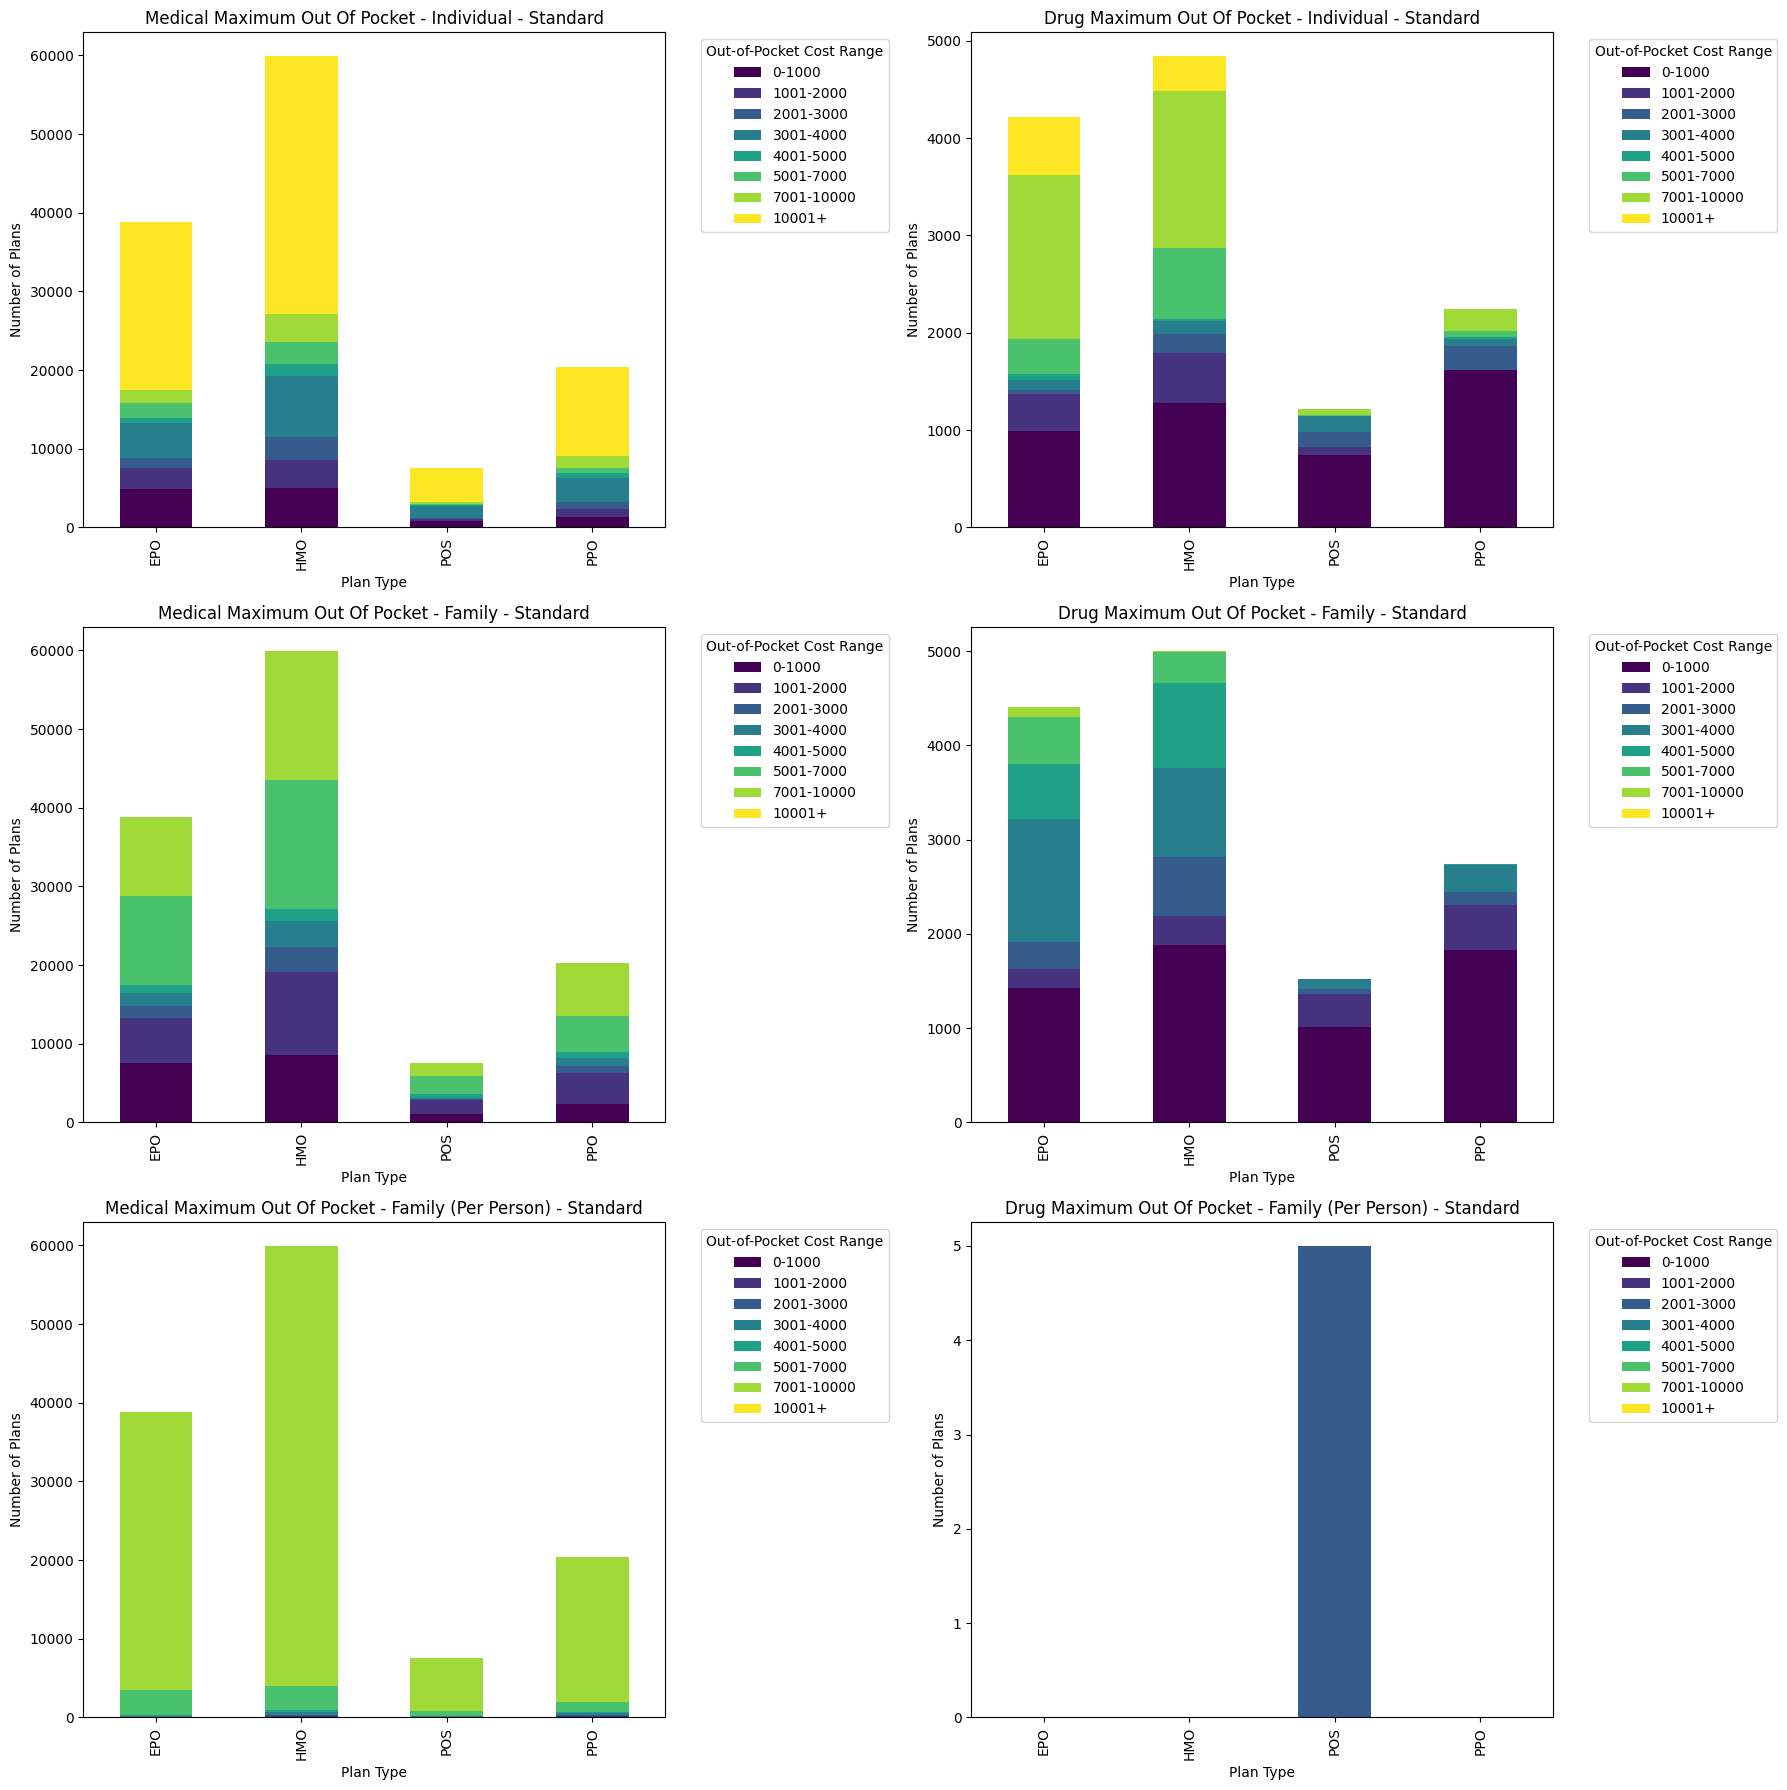 Medical Maximum Out Of Pocket - Individual - Standard
Number of Plans
60000
50000
40000
30000
20000
10000
0
EPO
HMO
POS
PPO
Plan Type
Out-of-Pocket Cost Range
0-1000
1001-2000
2001-3000
3001-4000
4001-5000
5001-7000
7001-10000
10001+
Drug Maximum Out Of Pocket - Individual - Standard
Number of Plans
5000
4000
3000
2000
1000
0
EPO
HMO
POS
PPO
Plan Type
Out-of-Pocket Cost Range
0-1000
1001-2000
2001-3000
3001-4000
4001-5000
5001-7000
7001-10000
10001+
Medical Maximum Out Of Pocket - Family - Standard
Number of Plans
60000
50000
40000
30000
20000
10000
0
EPO
HMO
POS
PPO
Plan Type
Out-of-Pocket Cost Range
0-1000
1001-2000
2001-3000
3001-4000
4001-5000
5001-7000
7001-10000
10001+
Drug Maximum Out Of Pocket - Family - Standard
Number of Plans
5000
4000
3000
2000
1000
0
EPO
HMO
POS
PPO
Plan Type
Out-of-Pocket Cost Range
0-1000
1001-2000
2001-3000
3001-4000
4001-5000
5001-7000
7001-10000
10001+
Medical Maximum Out Of Pocket - Family (Per Person) - Standard
Number of Plans
60000
50000
40000
30000
20000
10000
0
EPO
HMO
POS
PPO
Plan Type
Out-of-Pocket Cost Range
0-1000
1001-2000
2001-3000
3001-4000
4001-5000
5001-7000
7001-10000
10001+
Drug Maximum Out Of Pocket - Family (Per Person) - Standard
Number of Plans
5
4
3
2
1
0
EPO
HMO
POS
PPO
Plan Type
Out-of-Pocket Cost Range
0-1000
1001-2000
2001-3000
3001-4000
4001-5000
5001-7000
7001-10000
10001+